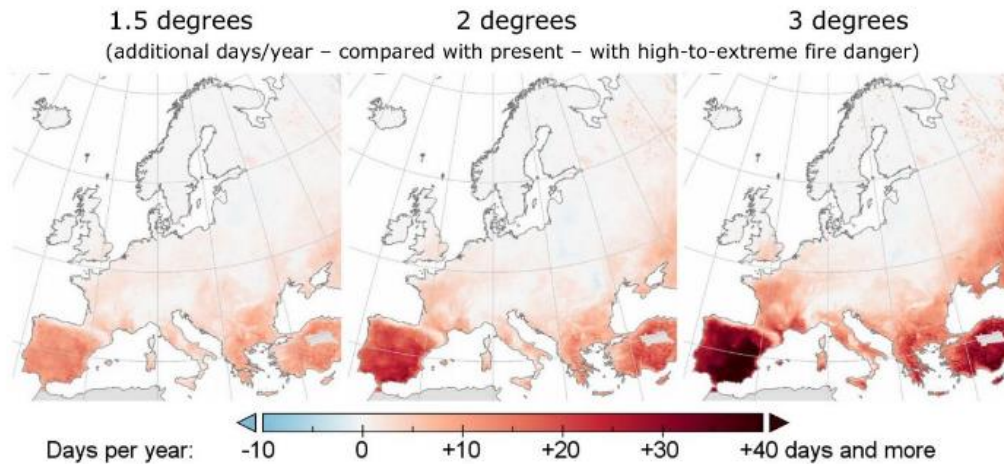 1.5 degrees 2 degrees 3 degrees
(additional days/year – compared with present – with high-to-extreme fire danger)
Days per year: -10 0 +10 +20 +30 +40 days and more